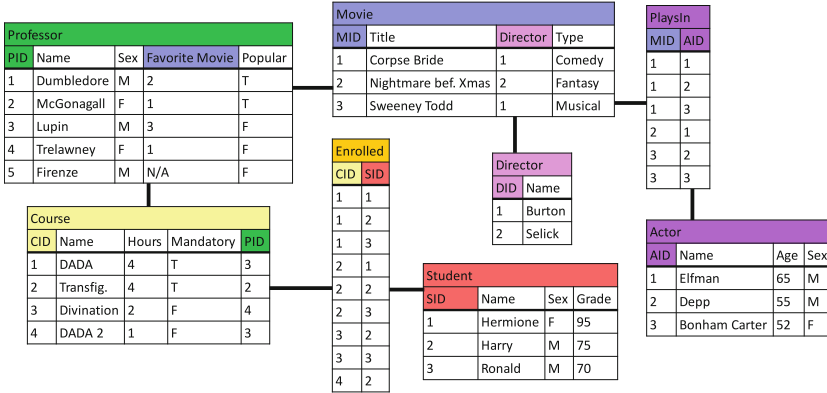 Professor
PID Name Sex Favorite Movie Popular
1 Dumbledore M 2 T
2 McGonagall F 1 T
3 Lupin M 3 F
4 Trelawney F 1 F
5 Firenze M N/A F
Movie
MID Title Director Type
1 Corpse Bride 1 Comedy
2 Nightmare bef. Xmas 2 Fantasy
3 Sweeney Todd 1 Musical
PlaysIn
MID AID
1 1
1 2
1 3
2 1
3 2
3 3
Enrolled
CID SID
1 1
1 2
1 3
2 1
2 2
2 3
3 2
3 3
4 2
Director
DID Name
1 Burton
2 Selick
Course
CID Name Hours Mandatory PID
1 DADA 4 T 3
2 Transfig. 4 T 2
3 Divination 2 F 4
4 DADA 2 1 F 3
Student
SID Name Sex Grade
1 Hermione F 95
2 Harry M 75
3 Ronald M 70
Actor
AID Name Age Sex
1 Elfman 65 M
2 Depp 55 M
3 Bonham Carter 52 F